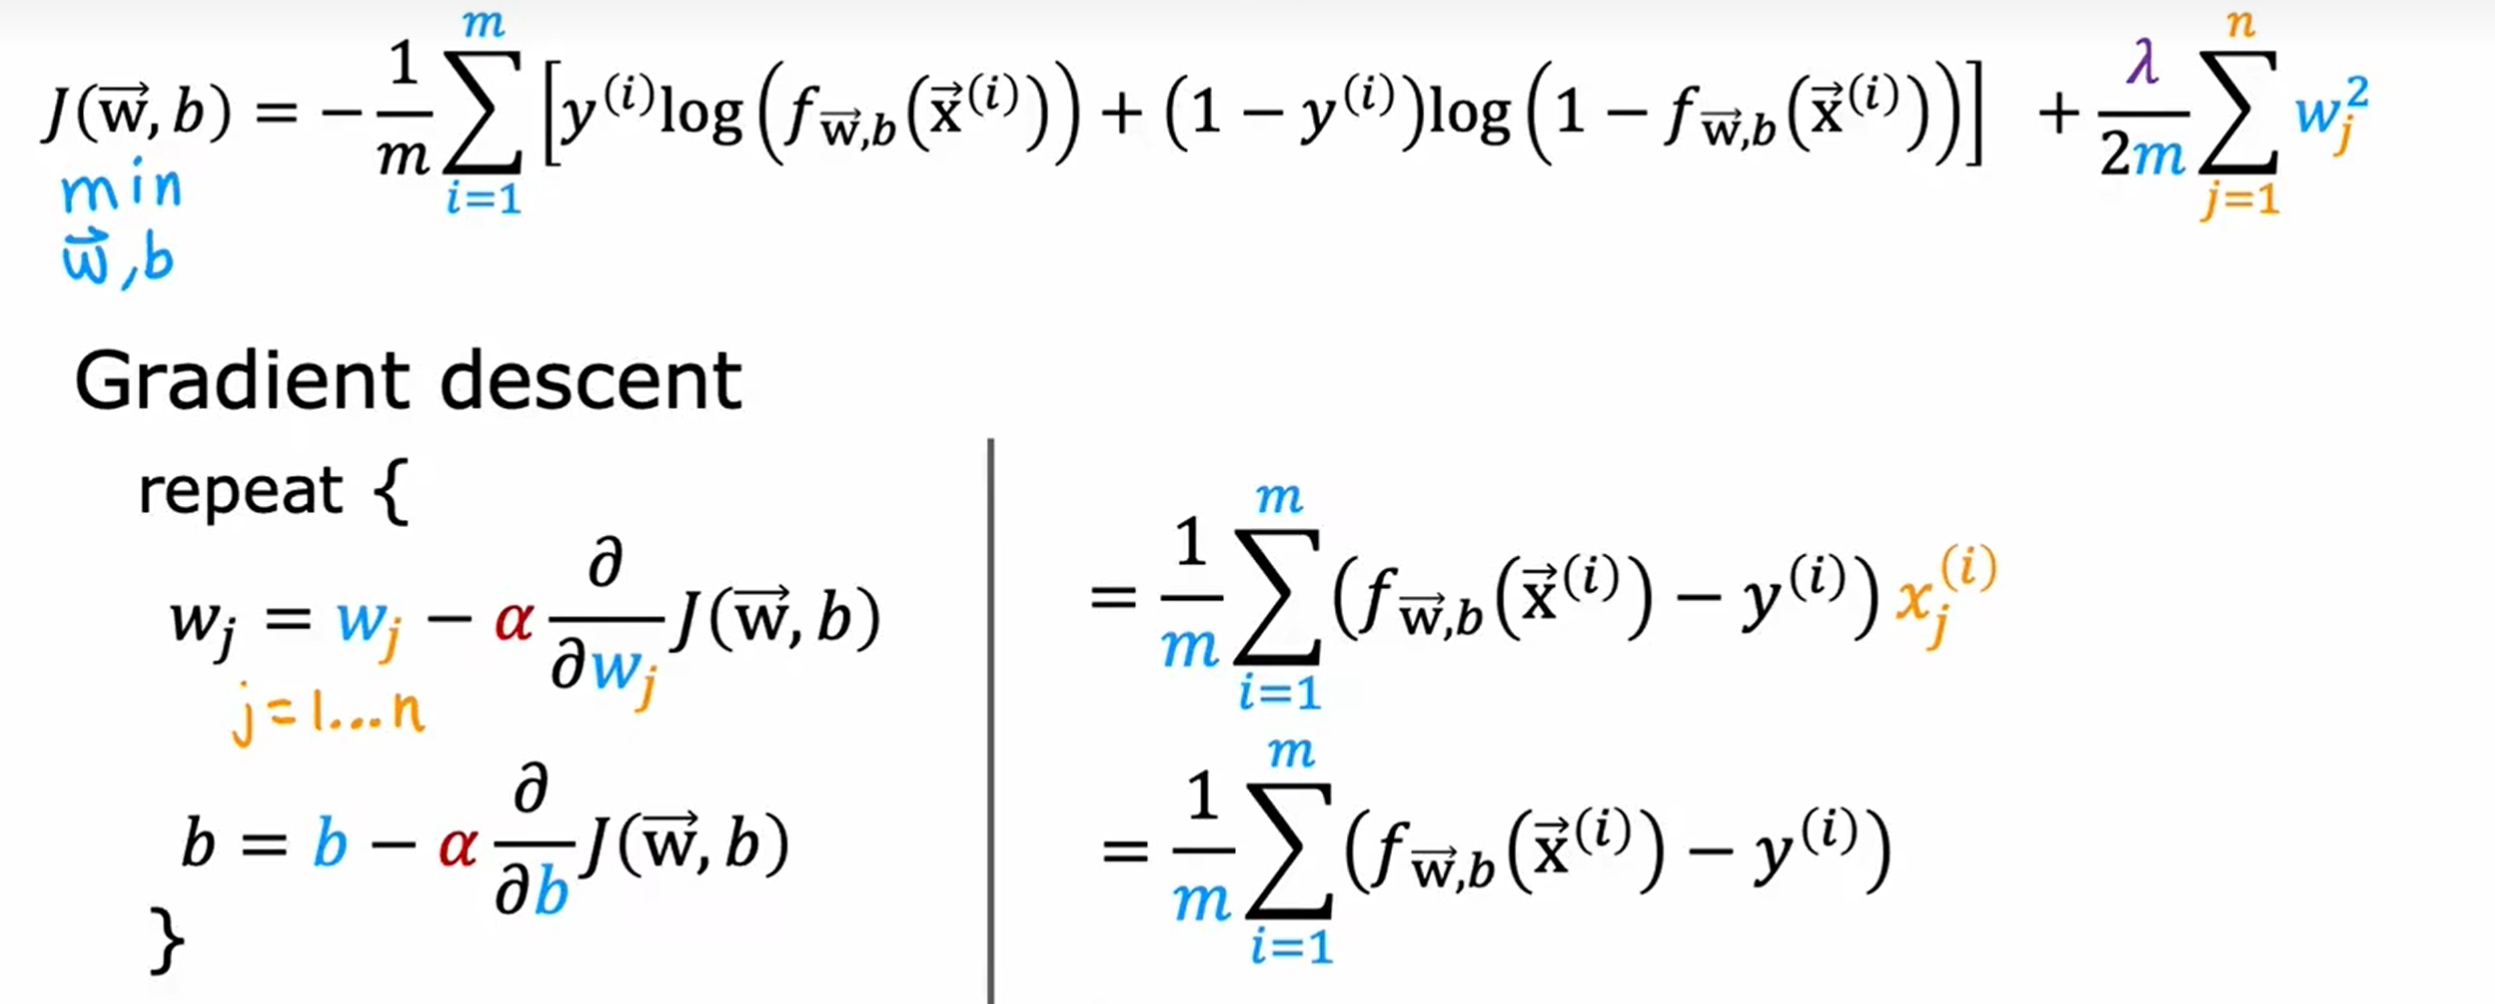 J(w⃗, b) = −1/m ∑_{i=1}^{m} [y^{(i)} log(f_{w⃗,b}(x⃗^{(i)})) + (1 − y^{(i)}) log(1 − f_{w⃗,b}(x⃗^{(i)}))] + λ/2m ∑_{j=1}^{n} w_j^2
min
w⃗, b
Gradient descent
repeat {
w_j = w_j − α ∂/∂w_j J(w⃗, b)
= 1/m ∑_{i=1}^{m} (f_{w⃗,b}(x⃗^{(i)}) − y^{(i)}) x_j^{(i)}
j=1...n
b = b − α ∂/∂b J(w⃗, b)
= 1/m ∑_{i=1}^{m} (f_{w⃗,b}(x⃗^{(i)}) − y^{(i)})
}